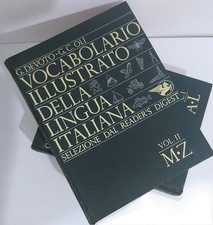 G. DEVOTO - G. C. OLI
VOCABOLARIO
ILLUSTRATO
DELLA
LINGUA
ITALIANA
SELEZIONE DAL READER'S DIGEST
VOL. II
M-Z
A-L